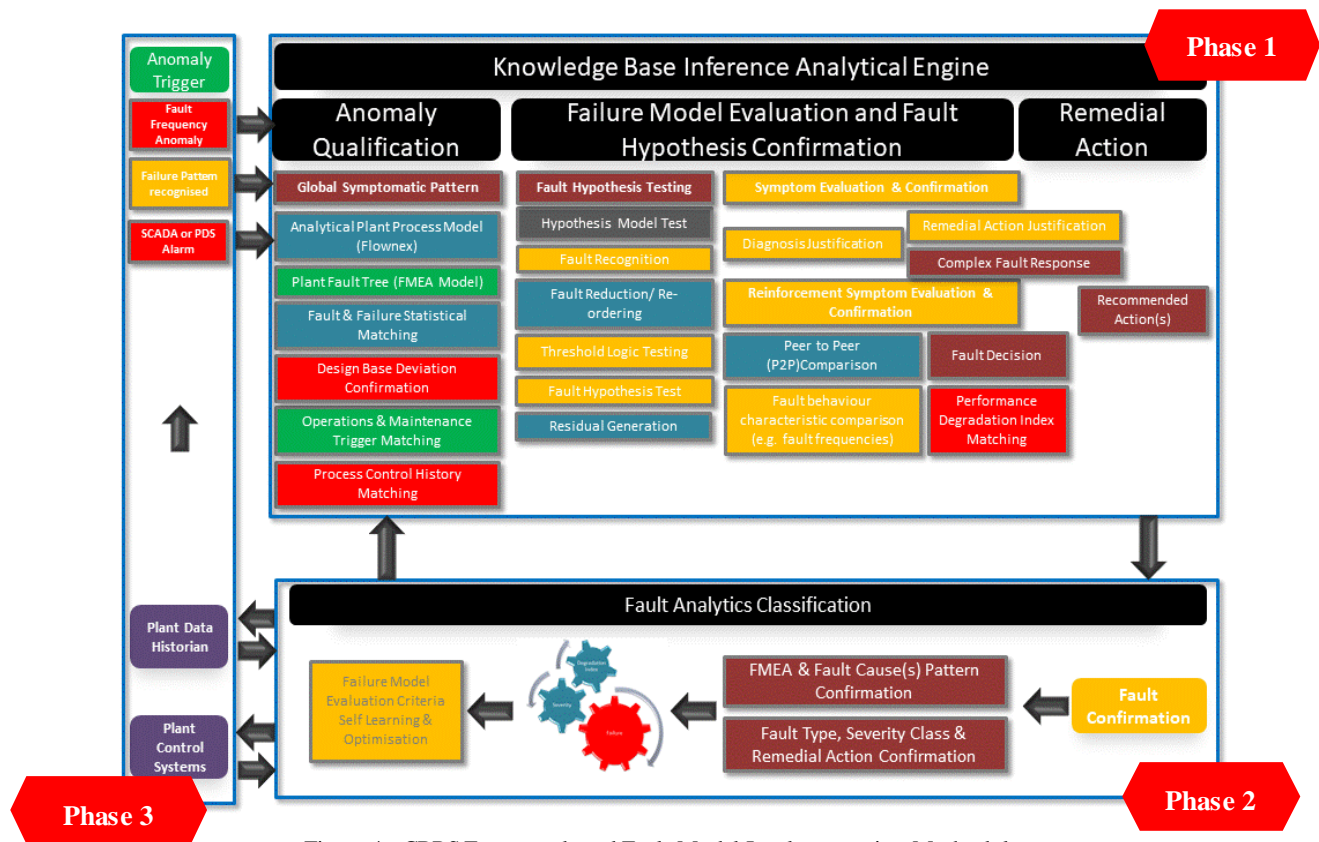 Phase 1
Anomaly
Trigger
Fault
Frequency
Anomaly
Failure Pattern
recognised
SCADA or PDS
Alarm
Plant Data
Historian
Plant
Control
Systems
Phase 3
Knowledge Base Inference Analytical Engine
Anomaly
Qualification
Failure Model Evaluation and Fault
Hypothesis Confirmation
Remedial
Action
Global Symptomatic Pattern
Analytical Plant Process Model
(Flownex)
Plant Fault Tree (FMEA Model)
Fault & Failure Statistical
Matching
Design Base Deviation
Confirmation
Operations & Maintenance
Trigger Matching
Process Control History
Matching
Fault Hypothesis Testing
Hypothesis Model Test
Fault Recognition
Fault Reduction/ Re-
ordering
Threshold Logic Testing
Fault Hypothesis Test
Residual Generation
Symptom Evaluation & Confirmation
Remedial Action Justification
Diagnosis Justification
Complex Fault Response
Reinforcement Symptom Evaluation &
Confirmation
Recommended
Action(s)
Peer to Peer
(P2P)Comparison
Fault Decision
Fault behaviour
characteristic comparison
(e.g. fault frequencies)
Performance
Degradation Index
Matching
Fault Analytics Classification
Failure Model
Evaluation Criteria
Self Learning &
Optimisation
Degradation
Index
Severity
Failure
FMEA & Fault Cause(s) Pattern
Confirmation
Fault Type, Severity Class &
Remedial Action Confirmation
Fault
Confirmation
Phase 2